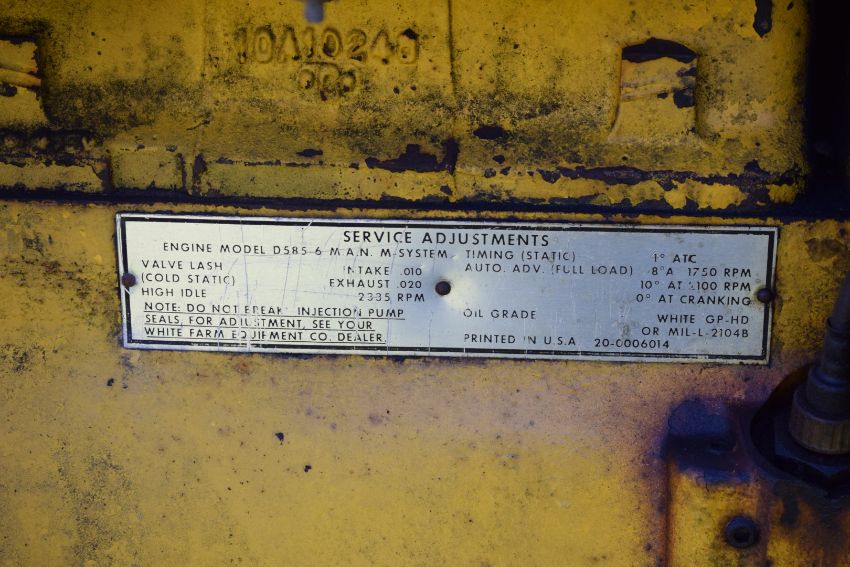 10A10240
SERVICE ADJUSTMENTS
ENGINE MODEL D585-6 M.A.N. M-SYSTEM
VALVE LASH INTAKE .010
(COLD STATIC) EXHAUST .020
HIGH IDLE 2335 RPM
NOTE: DO NOT BREAK INJECTION PUMP
SEALS, FOR ADJUSTMENT, SEE YOUR
WHITE FARM EQUIPMENT CO. DEALER.
TIMING (STATIC) 1° ATC
AUTO. ADV. (FULL LOAD) 8° AT 1750 RPM
10° AT 2100 RPM
0° AT CRANKING
OIL GRADE WHITE GP-HD
OR MIL-L-2104B
PRINTED IN U.S.A 20-0006014